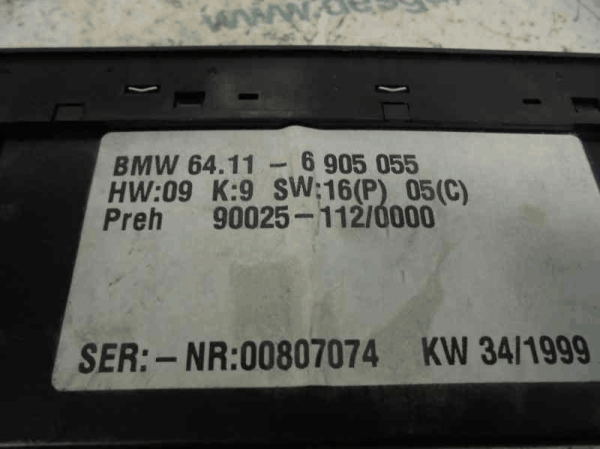 BMW 64.11 - 6 905 055
HW:09 K:9 SW:16(P) 05(C)
Preh 90025-112/0000
SER:-NR:00807074 KW 34/1999